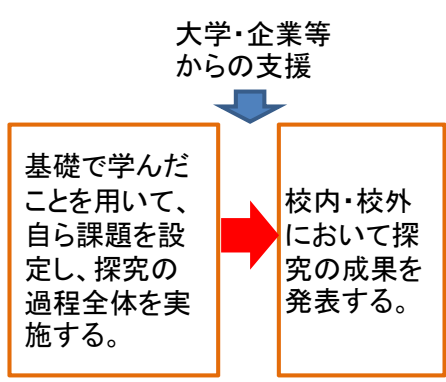 大学・企業等
からの支援
基礎で学んだ
ことを用いて、
自ら課題を設
定し、探究の
過程全体を実
施する。
校内・校外
において探
究の成果を
発表する。